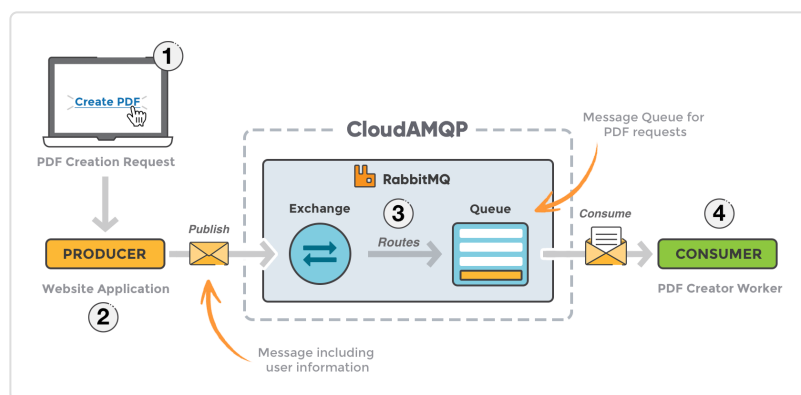 1
Create PDF
PDF Creation Request
CloudAMQP
Message Queue for
PDF requests
RabbitMQ
Exchange
3
Queue
Routes
Publish
Consume
4
PRODUCER
CONSUMER
Website Application
PDF Creator Worker
2
Message including
user information